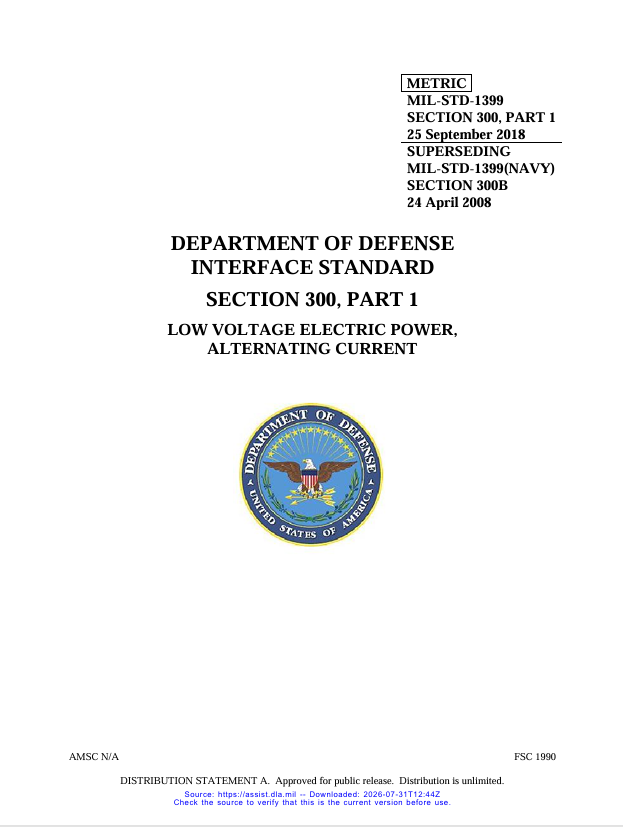 METRIC
MIL-STD-1399
SECTION 300, PART 1
25 September 2018
SUPERSEDING
MIL-STD-1399(NAVY)
SECTION 300B
24 April 2008
DEPARTMENT OF DEFENSE
INTERFACE STANDARD
SECTION 300, PART 1
LOW VOLTAGE ELECTRIC POWER,
ALTERNATING CURRENT
DEPARTMENT OF DEFENSE
UNITED STATES OF AMERICA
AMSC N/A
FSC 1990
DISTRIBUTION STATEMENT A.  Approved for public release.  Distribution is unlimited.
Source: https://assist.dla.mil -- Downloaded: 2026-07-31T12:44Z
Check the source to verify that this is the current version before use.